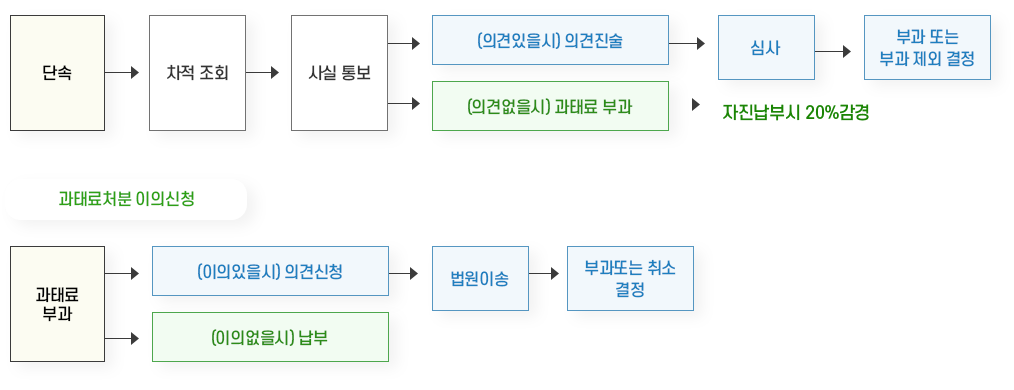 단속
차적 조회
사실 통보
(의견있을시) 의견진술
심사
부과 또는
부과 제외 결정
(의견없을시) 과태료 부과
자진납부시 20%감경
과태료처분 이의신청
과태료
부과
(이의있을시) 의견신청
법원이송
부과또는 취소
결정
(이의없을시) 납부